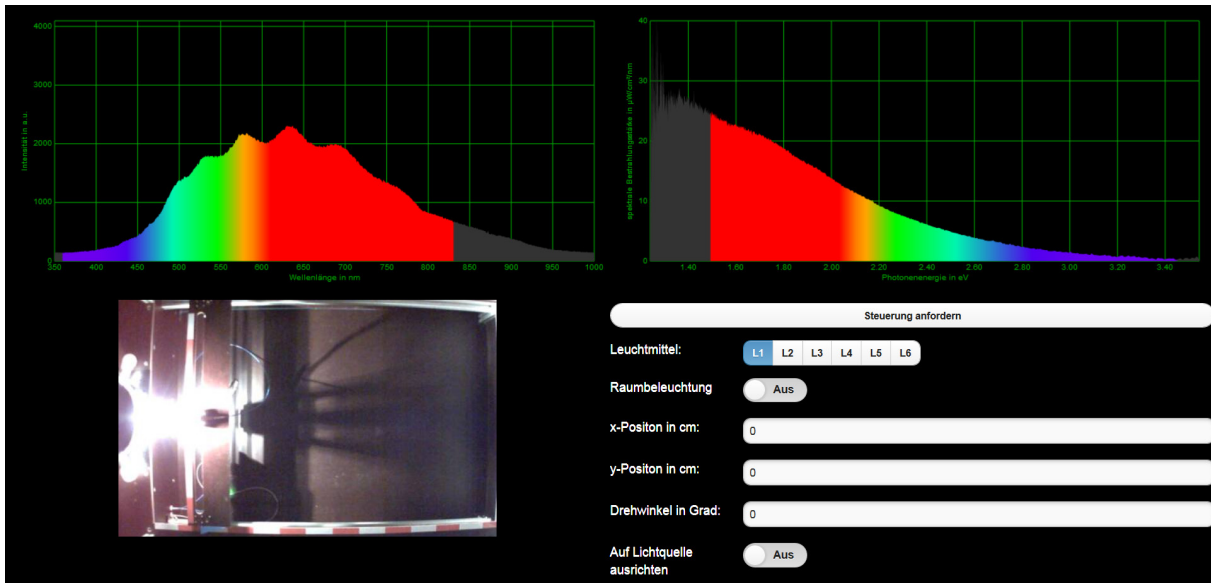 4000
3000
2000
1000
0
Intensität in a.u.
350 400 450 500 550 600 650 700 750 800 850 900 950 1000
Wellenlänge in nm
40
30
20
10
0
spektrale Bestrahlungsstärke in µW/cm²/nm
1.40 1.60 1.80 2.00 2.20 2.40 2.60 2.80 3.00 3.20 3.40
Photonenenergie in eV
Steuerung anfordern
Leuchtmittel: L1 L2 L3 L4 L5 L6
Raumbeleuchtung Aus
x-Positon in cm: 0
y-Positon in cm: 0
Drehwinkel in Grad: 0
Auf Lichtquelle
ausrichten Aus